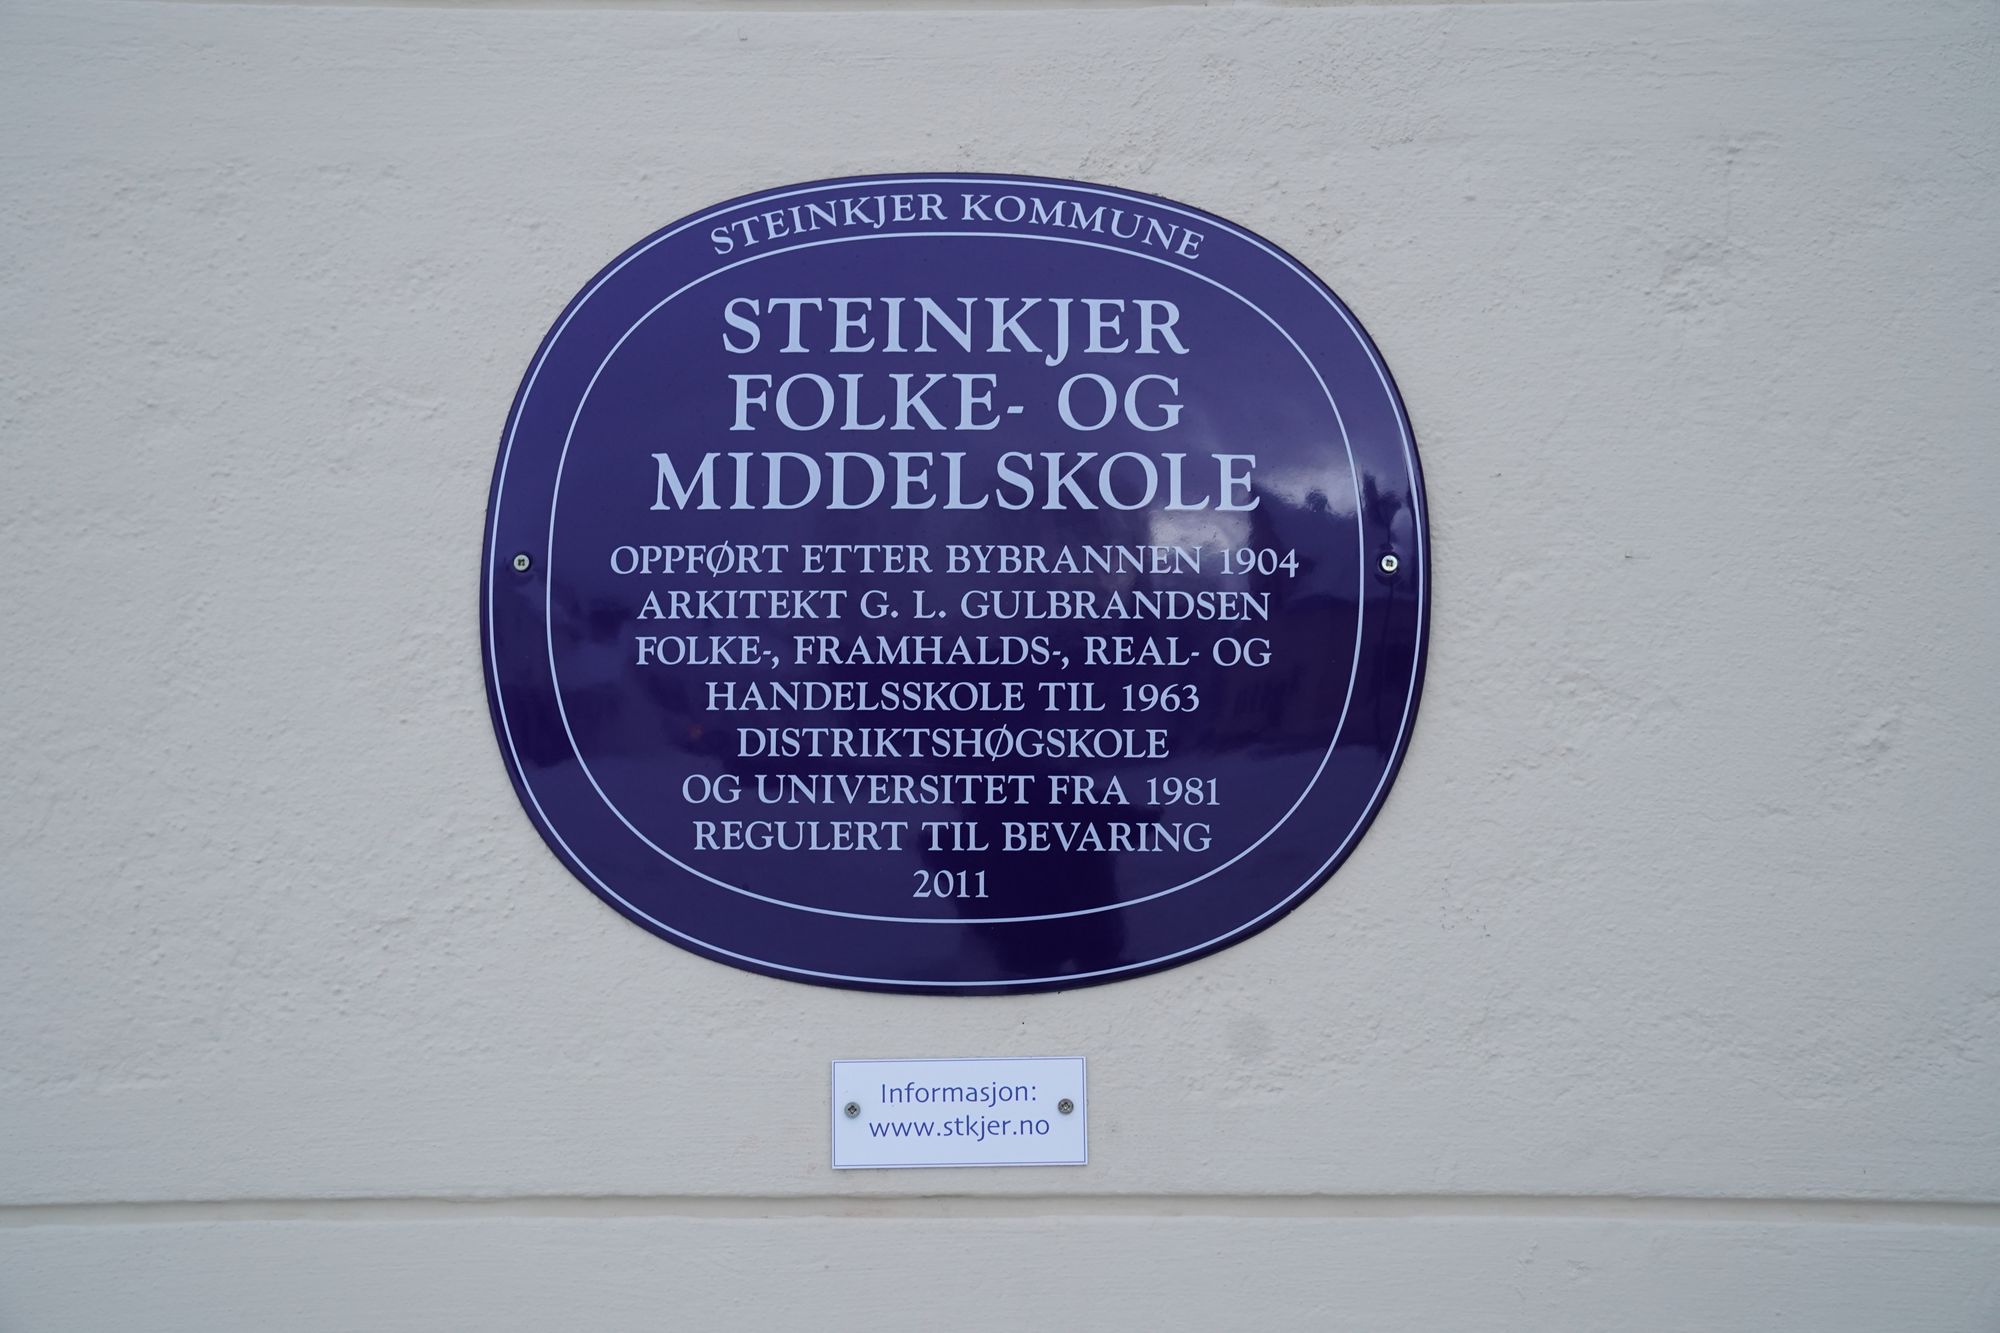 STEINKJER KOMMUNE
STEINKJER
FOLKE- OG
MIDDELSKOLE
OPPFØRT ETTER BYBRANNEN 1904
ARKITEKT G. L. GULBRANDSEN
FOLKE-, FRAMHALDS-, REAL- OG
HANDELSSKOLE TIL 1963
DISTRIKTSHØGSKOLE
OG UNIVERSITET FRA 1981
REGULERT TIL BEVARING
2011
Informasjon:
www.stkjer.no